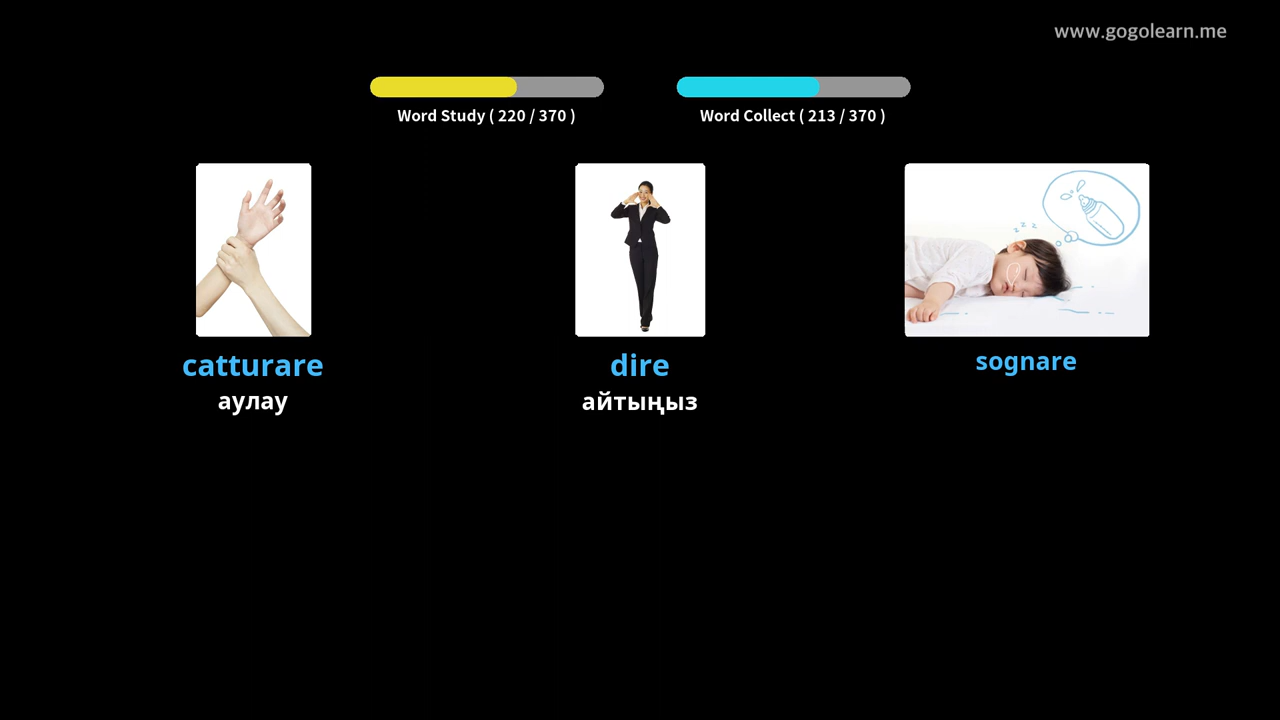 www.gogolearn.me
Word Study ( 220 / 370 )
Word Collect ( 213 / 370 )
catturare
аулау
dire
айтыңыз
sognare